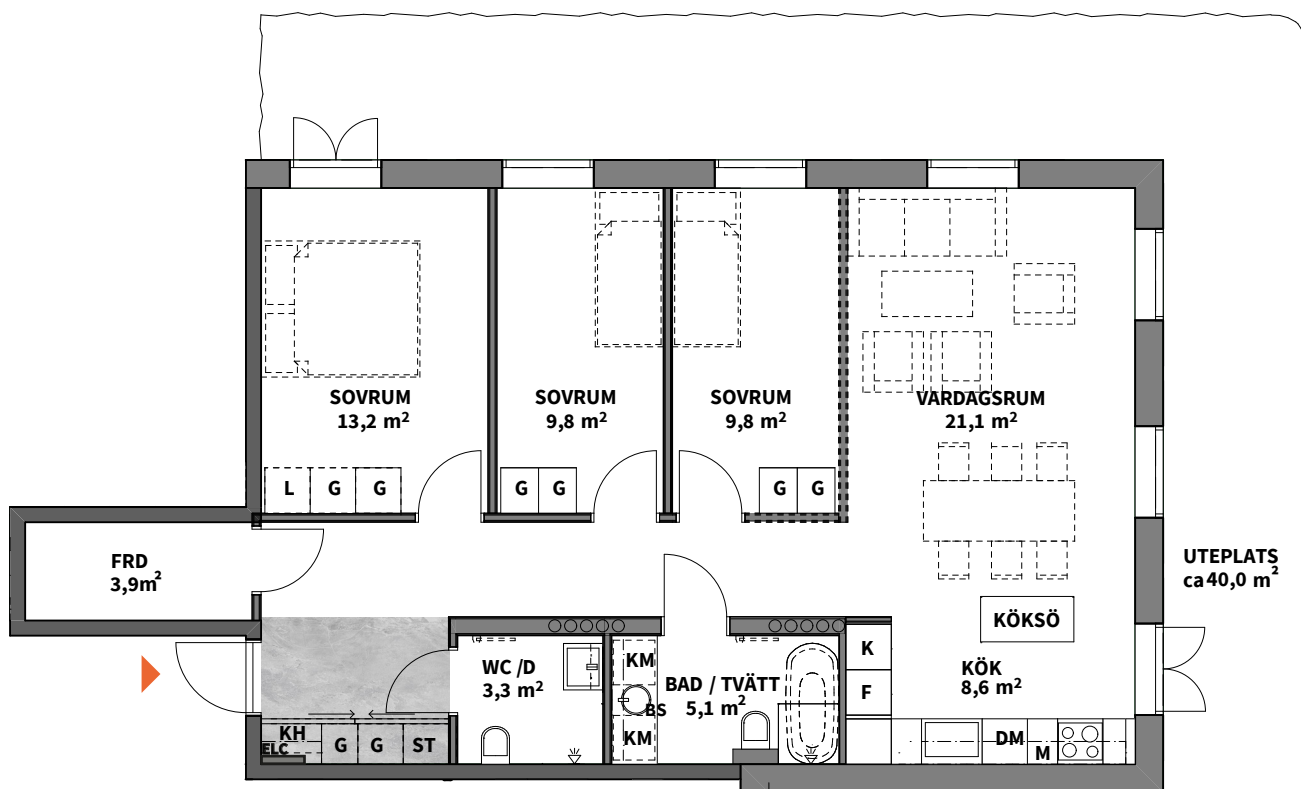 SOVRUM
13,2 m²
SOVRUM
9,8 m²
SOVRUM
9,8 m²
VARDAGSRUM
21,1 m²
L G G
G G
G G
FRD
3,9m²
UTEPLATS
ca 40,0 m²
KÖKSÖ
WC /D
3,3 m²
KM
BAD / TVÄTT
5,1 m²
BS
KM
K
F
KÖK
8,6 m²
KH
ELC
G G ST
DM
M